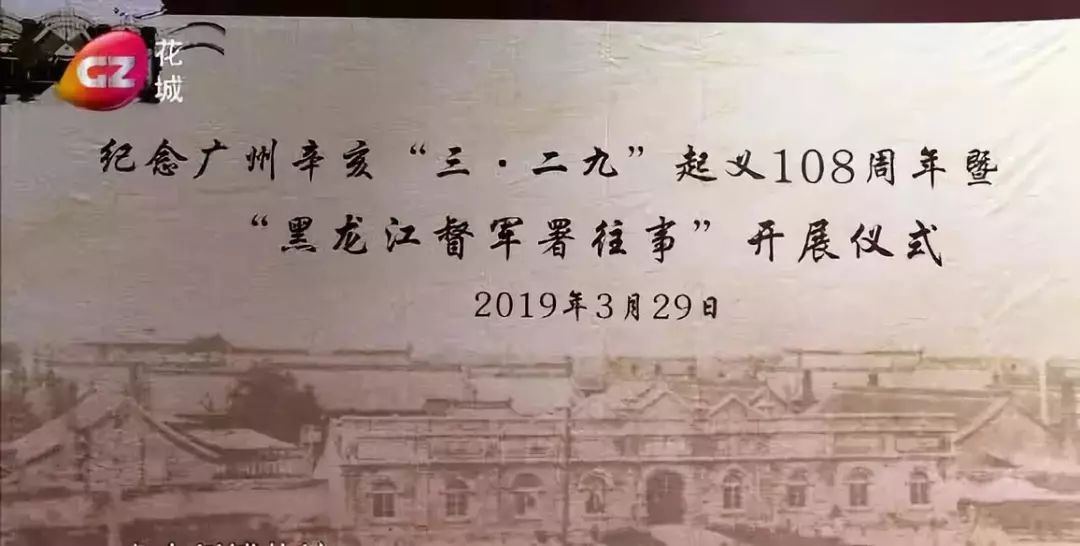 GZ
花城
纪念广州辛亥“三·二九”起义108周年暨
“黑龙江督军署往事”开展仪式
2019年3月29日